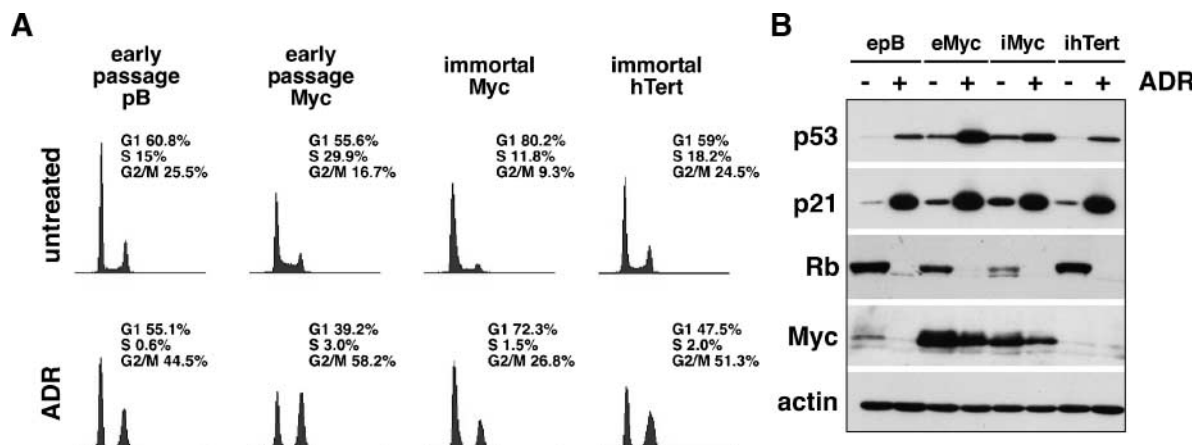 A
early
passage
pB
early
passage
Myc
immortal
Myc
immortal
hTert
untreated
G1 60.8%
S 15%
G2/M 25.5%
G1 55.6%
S 29.9%
G2/M 16.7%
G1 80.2%
S 11.8%
G2/M 9.3%
G1 59%
S 18.2%
G2/M 24.5%
ADR
G1 55.1%
S 0.6%
G2/M 44.5%
G1 39.2%
S 3.0%
G2/M 58.2%
G1 72.3%
S 1.5%
G2/M 26.8%
G1 47.5%
S 2.0%
G2/M 51.3%
B
epB eMyc iMyc ihTert
- + - + - + - + ADR
p53
p21
Rb
Myc
actin